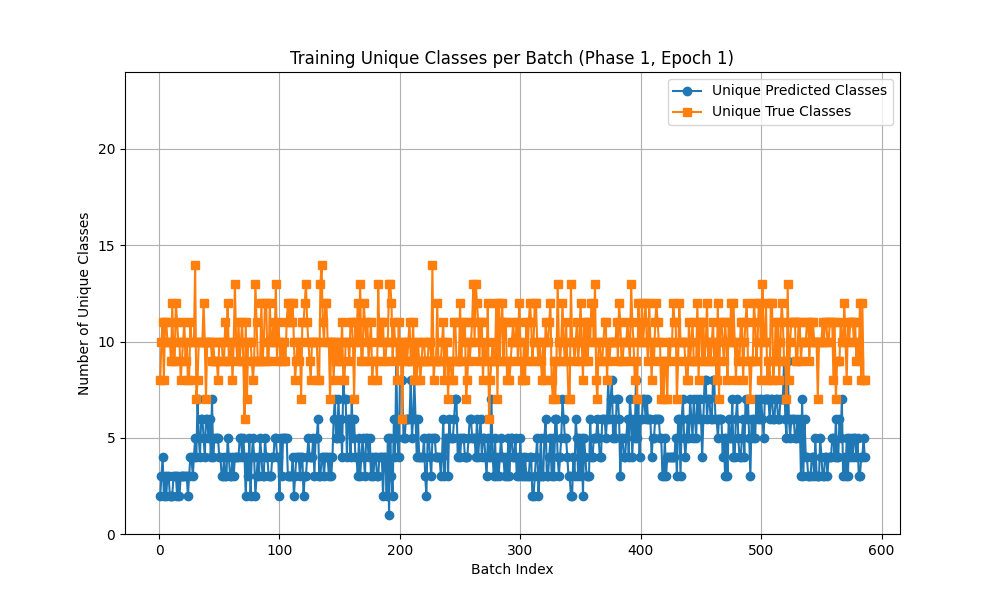 Training Unique Classes per Batch (Phase 1, Epoch 1)
Unique Predicted Classes
Unique True Classes
Number of Unique Classes
20
15
10
5
0
0 100 200 300 400 500 600
Batch Index